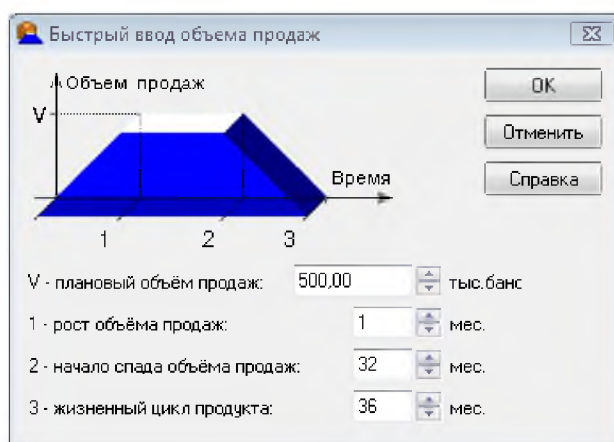 Быстрый ввод объема продаж
Объем продаж
OK
V
Отменить
Время
Справка
1 2 3
V - плановый объём продаж: 500,00 тыс.банс
1 - рост объёма продаж: 1 мес.
2 - начало спада объёма продаж: 32 мес.
3 - жизненный цикл продукта: 36 мес.